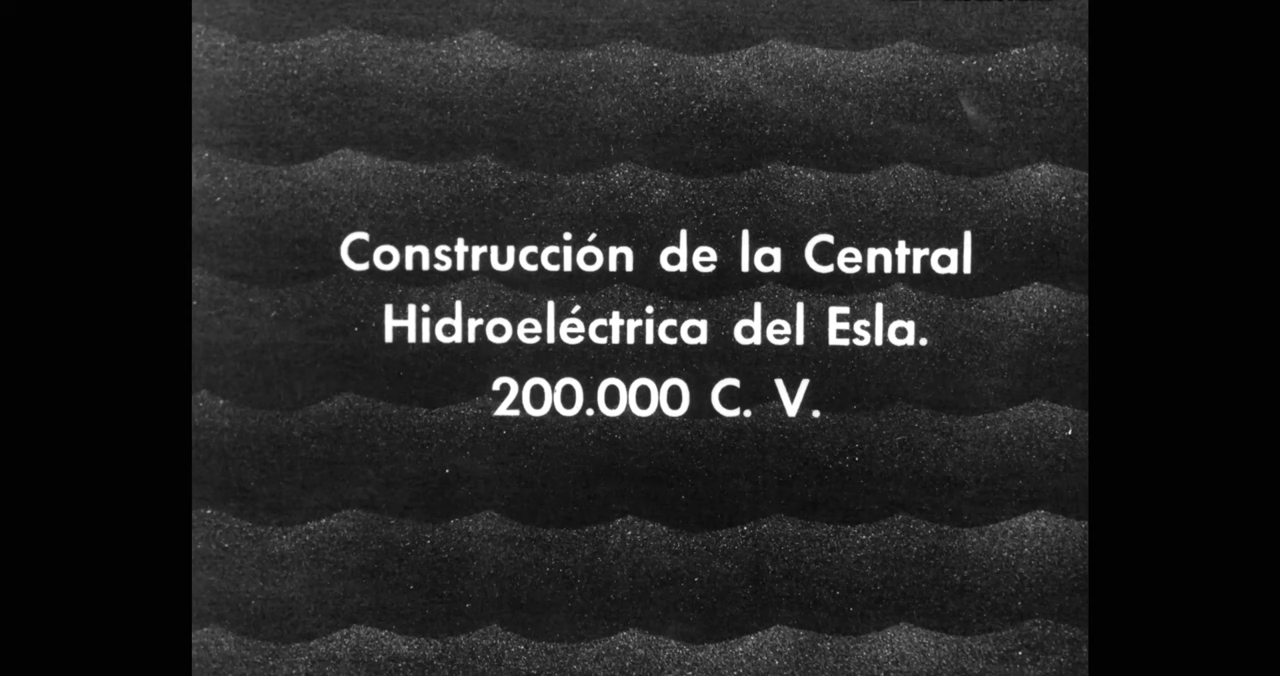 Construcción de la Central
Hidroeléctrica del Esla.
200.000 C. V.